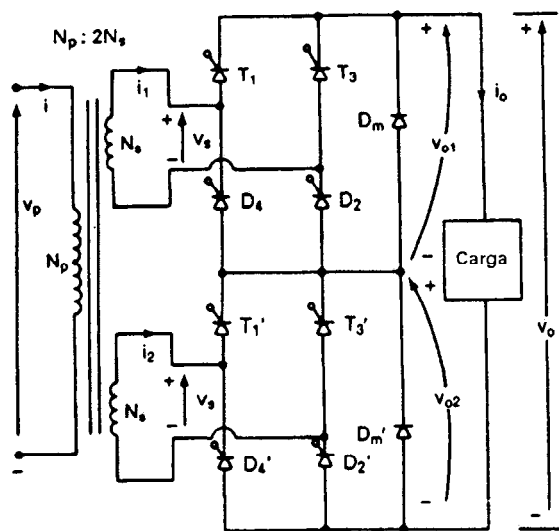 Np : 2Ns
i
i1
+
vs
-
Ns
vp
Np
-
T1
T3
Dm
D4
D2
+
vo1
-
io
Carga
vo
T1'
T3'
i2
+
vs
-
Ns
+
vo2
-
Dm'
D4'
D2'
+
-